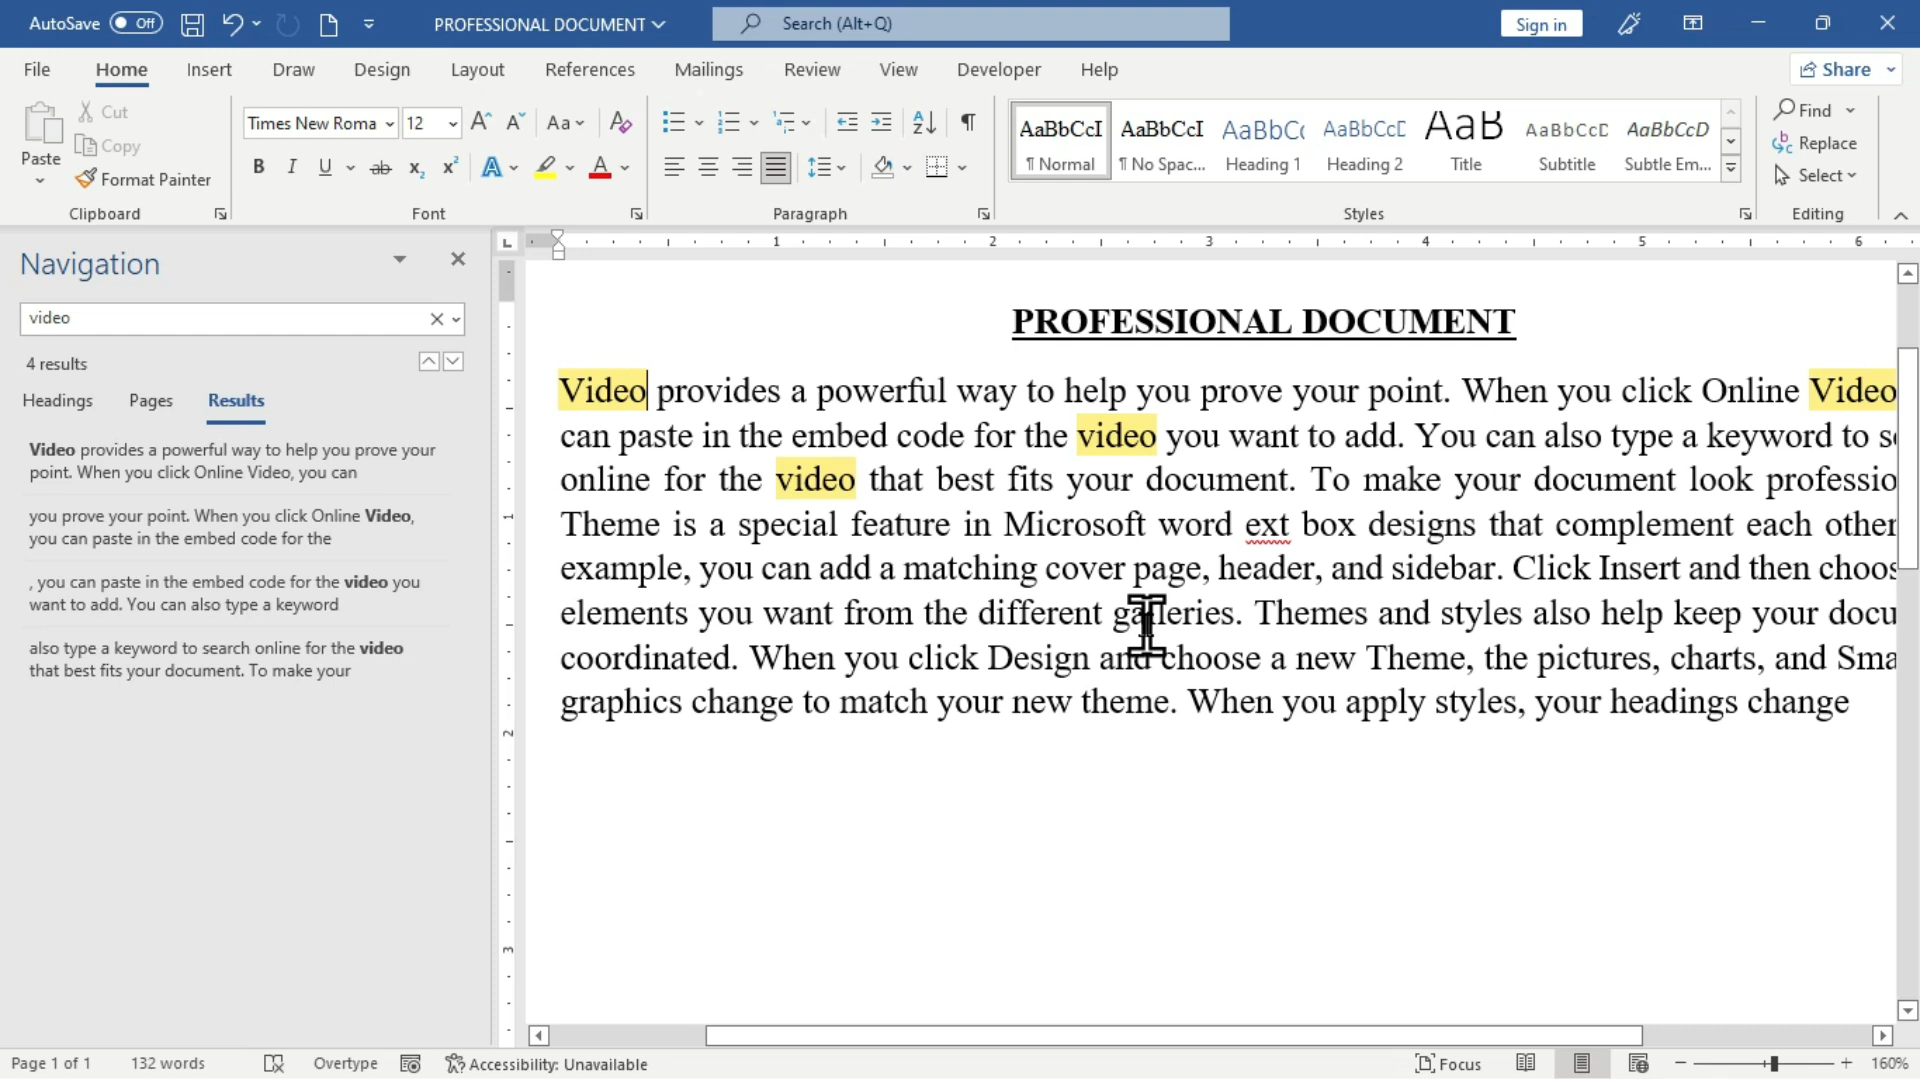 AutoSave Off PROFESSIONAL DOCUMENT Search (Alt+Q) Sign in
File Home Insert Draw Design Layout References Mailings Review View Developer Help Share
Paste
Cut
Copy
Format Painter
Clipboard
Times New Roma 12
Font
Paragraph
AaBbCcI AaBbCcI AaBbC AaBbCcD AaB AaBbCcD AaBbCcD
¶ Normal ¶ No Spac... Heading 1 Heading 2 Title Subtitle Subtle Em...
Styles
Find
Replace
Select
Editing
Navigation
video
4 results
Headings Pages Results
Video provides a powerful way to help you prove your
point. When you click Online Video, you can
you prove your point. When you click Online Video,
you can paste in the embed code for the
, you can paste in the embed code for the video you
want to add. You can also type a keyword
also type a keyword to search online for the video
that best fits your document. To make your
1 2 3 4 5 6
1
2
3
PROFESSIONAL DOCUMENT
Video provides a powerful way to help you prove your point. When you click Online Video
can paste in the embed code for the video you want to add. You can also type a keyword to s
online for the video that best fits your document. To make your document look professio
Theme is a special feature in Microsoft word ext box designs that complement each other
example, you can add a matching cover page, header, and sidebar. Click Insert and then choos
elements you want from the different galleries. Themes and styles also help keep your docu
coordinated. When you click Design and choose a new Theme, the pictures, charts, and Sma
graphics change to match your new theme. When you apply styles, your headings change
Page 1 of 1 132 words Overtype Accessibility: Unavailable Focus 160%